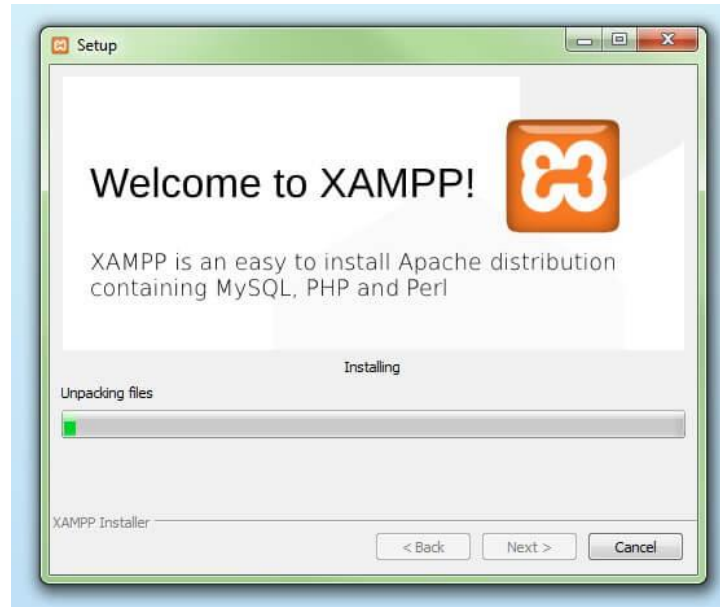 Setup
Welcome to XAMPP!
XAMPP is an easy to install Apache distribution
containing MySQL, PHP and Perl
Installing
Unpacking files
XAMPP Installer
< Back
Next >
Cancel